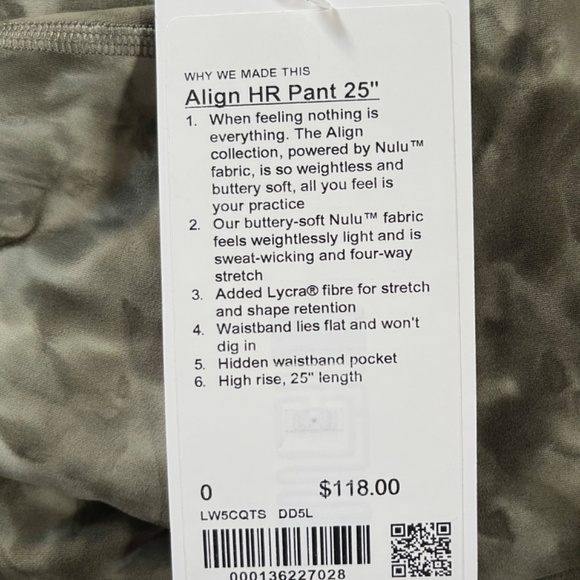 WHY WE MADE THIS
Align HR Pant 25"
1. When feeling nothing is
everything. The Align
collection, powered by Nulu™
fabric, is so weightless and
buttery soft, all you feel is
your practice
2. Our buttery-soft Nulu™ fabric
feels weightlessly light and is
sweat-wicking and four-way
stretch
3. Added Lycra® fibre for stretch
and shape retention
4. Waistband lies flat and won't
dig in
5. Hidden waistband pocket
6. High rise, 25" length
0 $118.00
LW5CQTS DD5L
000136227028